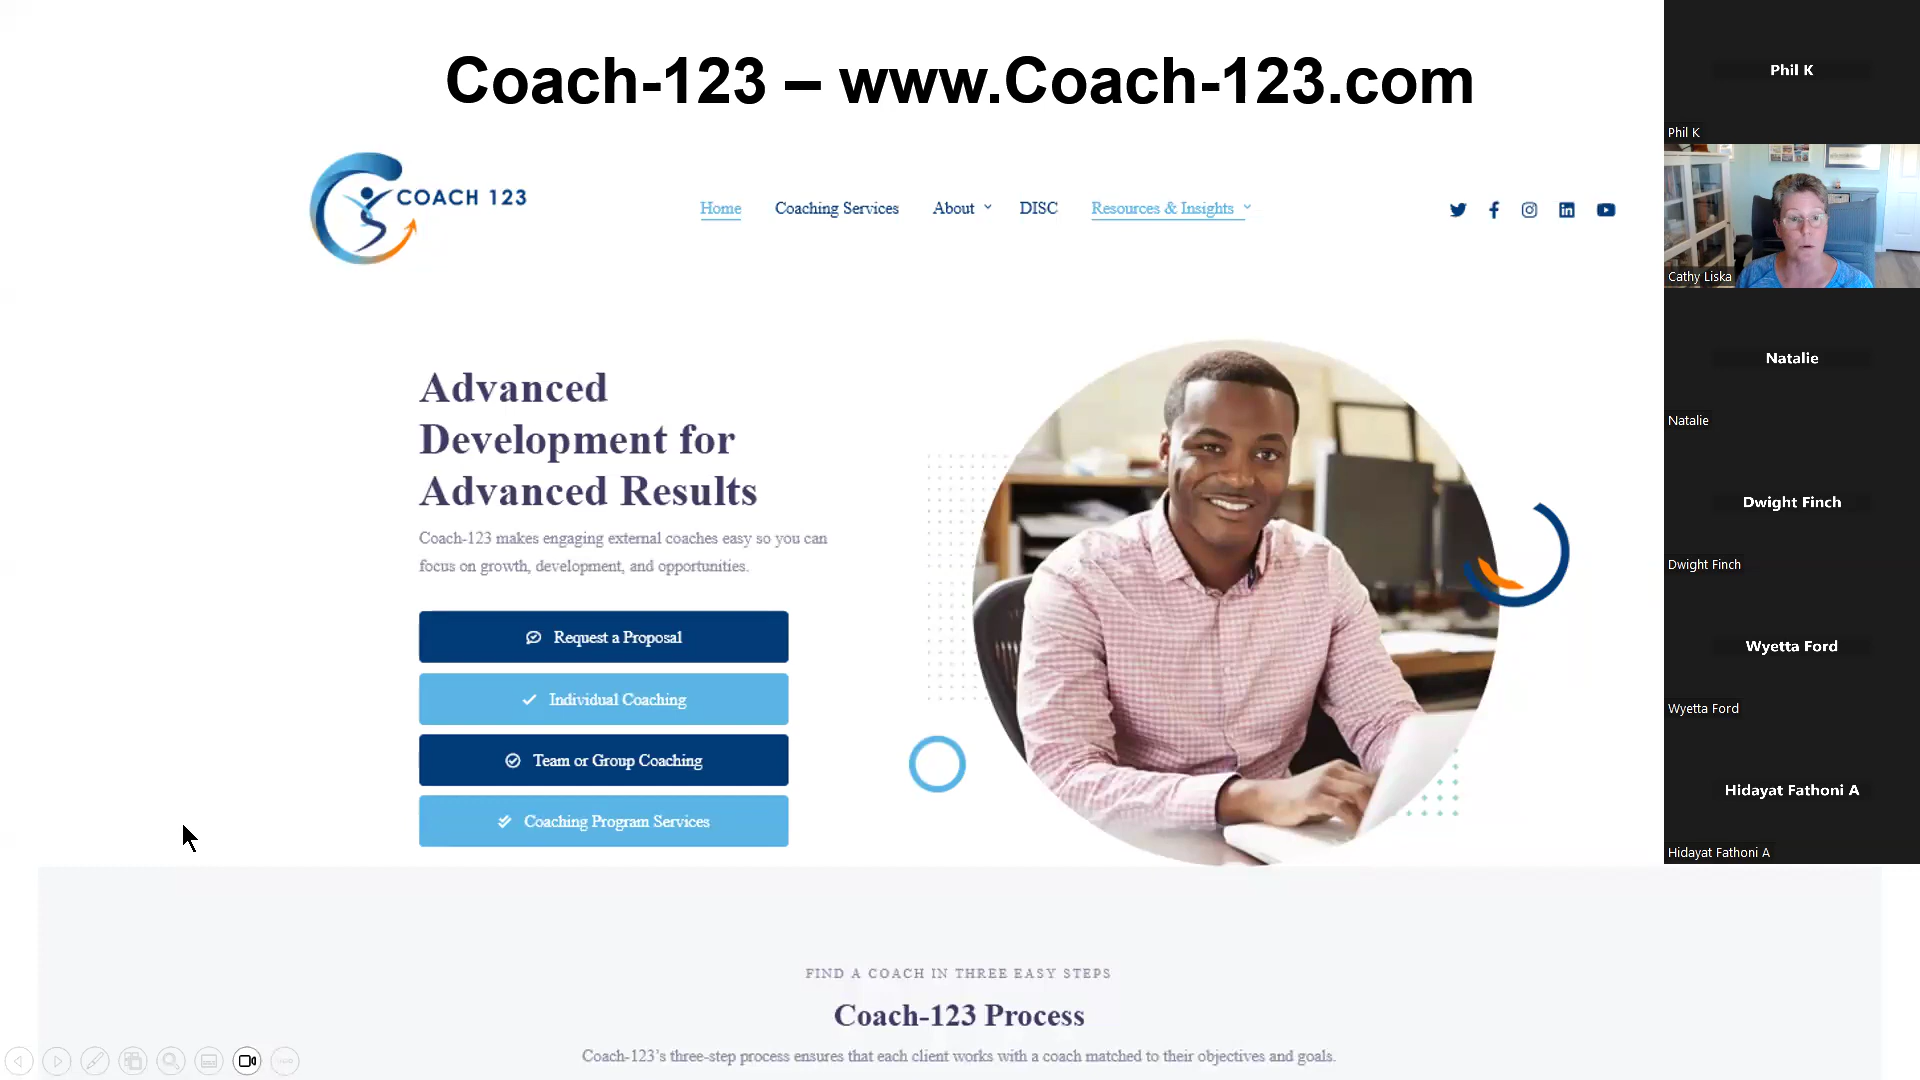 Coach-123 – www.Coach-123.com
COACH 123
Home
Coaching Services
About
DISC
Resources & Insights
Advanced
Development for
Advanced Results
Coach-123 makes engaging external coaches easy so you can
focus on growth, development, and opportunities.
Request a Proposal
Individual Coaching
Team or Group Coaching
Coaching Program Services
FIND A COACH IN THREE EASY STEPS
Coach-123 Process
Coach-123’s three-step process ensures that each client works with a coach matched to their objectives and goals.
Phil K
Phil K
Cathy Liska
Natalie
Natalie
Dwight Finch
Dwight Finch
Wyetta Ford
Wyetta Ford
Hidayat Fathoni A
Hidayat Fathoni A